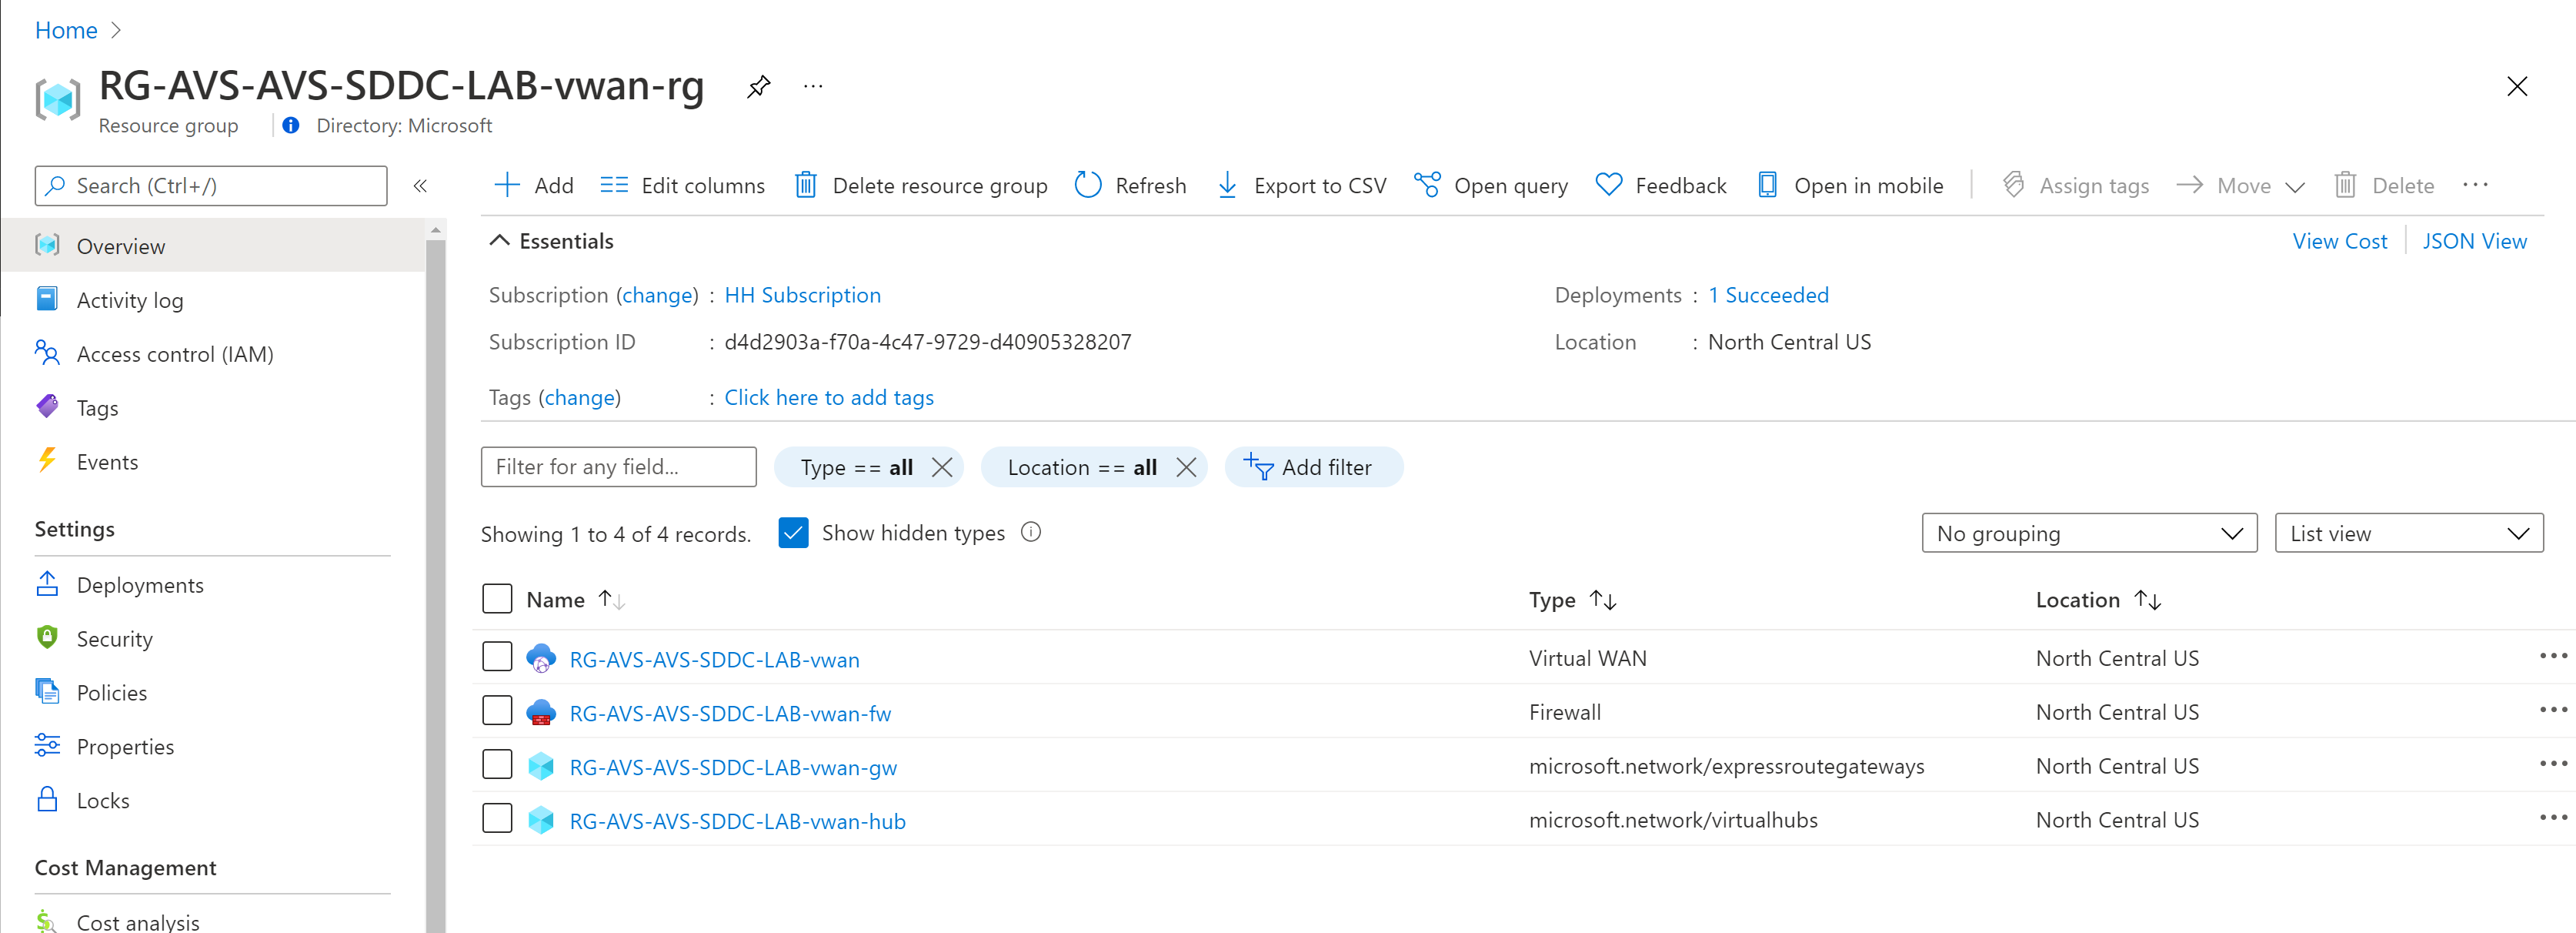 Home
RG-AVS-AVS-SDDC-LAB-vwan-rg
Resource group
Directory: Microsoft
Search (Ctrl+/)
Add
Edit columns
Delete resource group
Refresh
Export to CSV
Open query
Feedback
Open in mobile
Assign tags
Move
Delete
Overview
Activity log
Access control (IAM)
Tags
Events
Settings
Deployments
Security
Policies
Properties
Locks
Cost Management
Cost analysis
Essentials
View Cost
JSON View
Subscription (change) : HH Subscription
Deployments : 1 Succeeded
Subscription ID : d4d2903a-f70a-4c47-9729-d40905328207
Location : North Central US
Tags (change) : Click here to add tags
Filter for any field...
Type == all
Location == all
Add filter
Showing 1 to 4 of 4 records.
Show hidden types
No grouping
List view
Name Type Location
RG-AVS-AVS-SDDC-LAB-vwan Virtual WAN North Central US
RG-AVS-AVS-SDDC-LAB-vwan-fw Firewall North Central US
RG-AVS-AVS-SDDC-LAB-vwan-gw microsoft.network/expressroutegateways North Central US
RG-AVS-AVS-SDDC-LAB-vwan-hub microsoft.network/virtualhubs North Central US